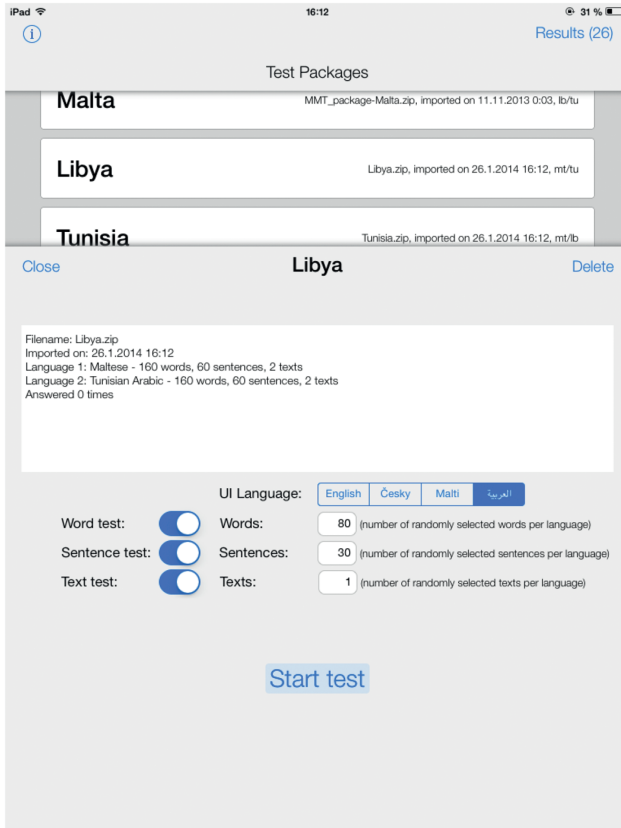 iPad 16:12 31 %
Results (26)
Test Packages
Malta MMT_package-Malta.zip, imported on 11.11.2013 0:03, lb/tu
Libya Libya.zip, imported on 26.1.2014 16:12, mt/tu
Tunisia Tunisia.zip, imported on 26.1.2014 16:12, mt/lb
Close Libya Delete
Filename: Libya.zip
Imported on: 26.1.2014 16:12
Language 1: Maltese - 160 words, 60 sentences, 2 texts
Language 2: Tunisian Arabic - 160 words, 60 sentences, 2 texts
Answered 0 times
UI Language: English Česky Malti العربية
Word test: Words: 80 (number of randomly selected words per language)
Sentence test: Sentences: 30 (number of randomly selected sentences per language)
Text test: Texts: 1 (number of randomly selected texts per language)
Start test